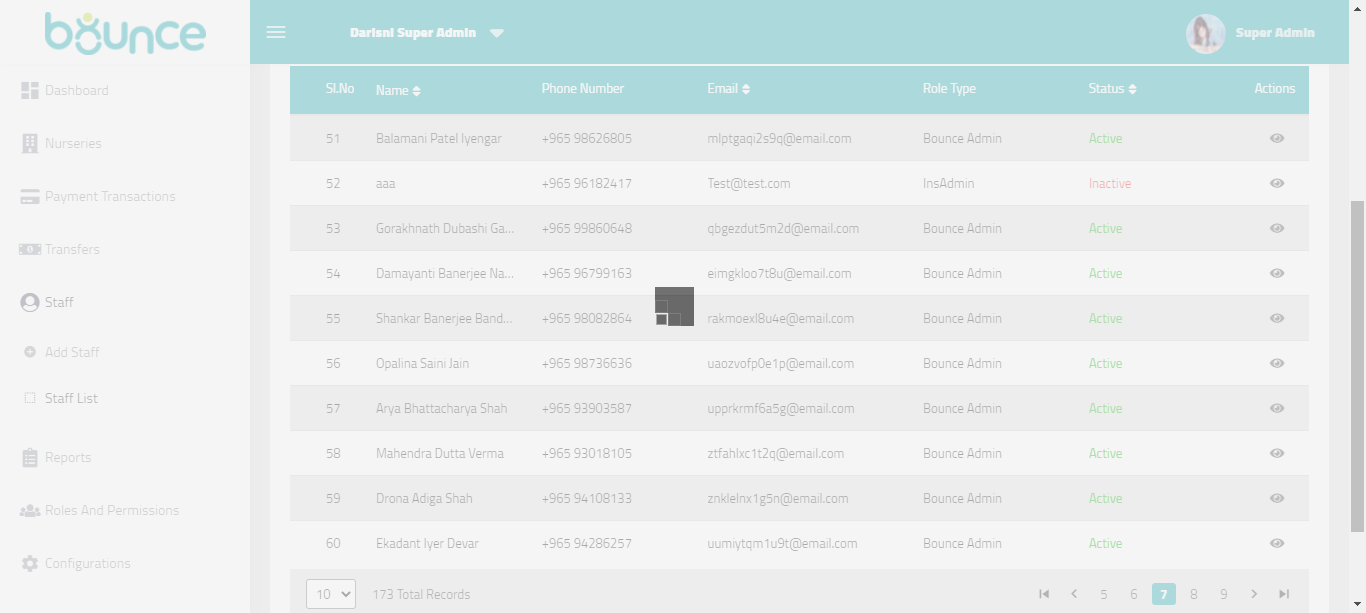 bounce
Darisni Super Admin
Super Admin
Dashboard
Nurseries
Payment Transactions
Transfers
Staff
Add Staff
Staff List
Reports
Roles And Permissions
Configurations
Sl.No Name Phone Number Email Role Type Status Actions
51 Balamani Patel Iyengar +965 98626805 mlptgaqi2s9q@email.com Bounce Admin Active
52 aaa +965 96182417 Test@test.com InsAdmin Inactive
53 Gorakhnath Dubashi Ga... +965 99860648 qbgezdut5m2d@email.com Bounce Admin Active
54 Damayanti Banerjee Na... +965 96799163 eimgkloo7t8u@email.com Bounce Admin Active
55 Shankar Banerjee Band... +965 98082864 rakmoexl8u4e@email.com Bounce Admin Active
56 Opalina Saini Jain +965 98736636 uaozvofp0e1p@email.com Bounce Admin Active
57 Arya Bhattacharya Shah +965 93903587 upprkrmf6a5g@email.com Bounce Admin Active
58 Mahendra Dutta Verma +965 93018105 ztfahlxc1t2q@email.com Bounce Admin Active
59 Drona Adiga Shah +965 94108133 znklelnx1g5n@email.com Bounce Admin Active
60 Ekadant Iyer Devar +965 94286257 uumiytqm1u9t@email.com Bounce Admin Active
10 173 Total Records 5 6 7 8 9